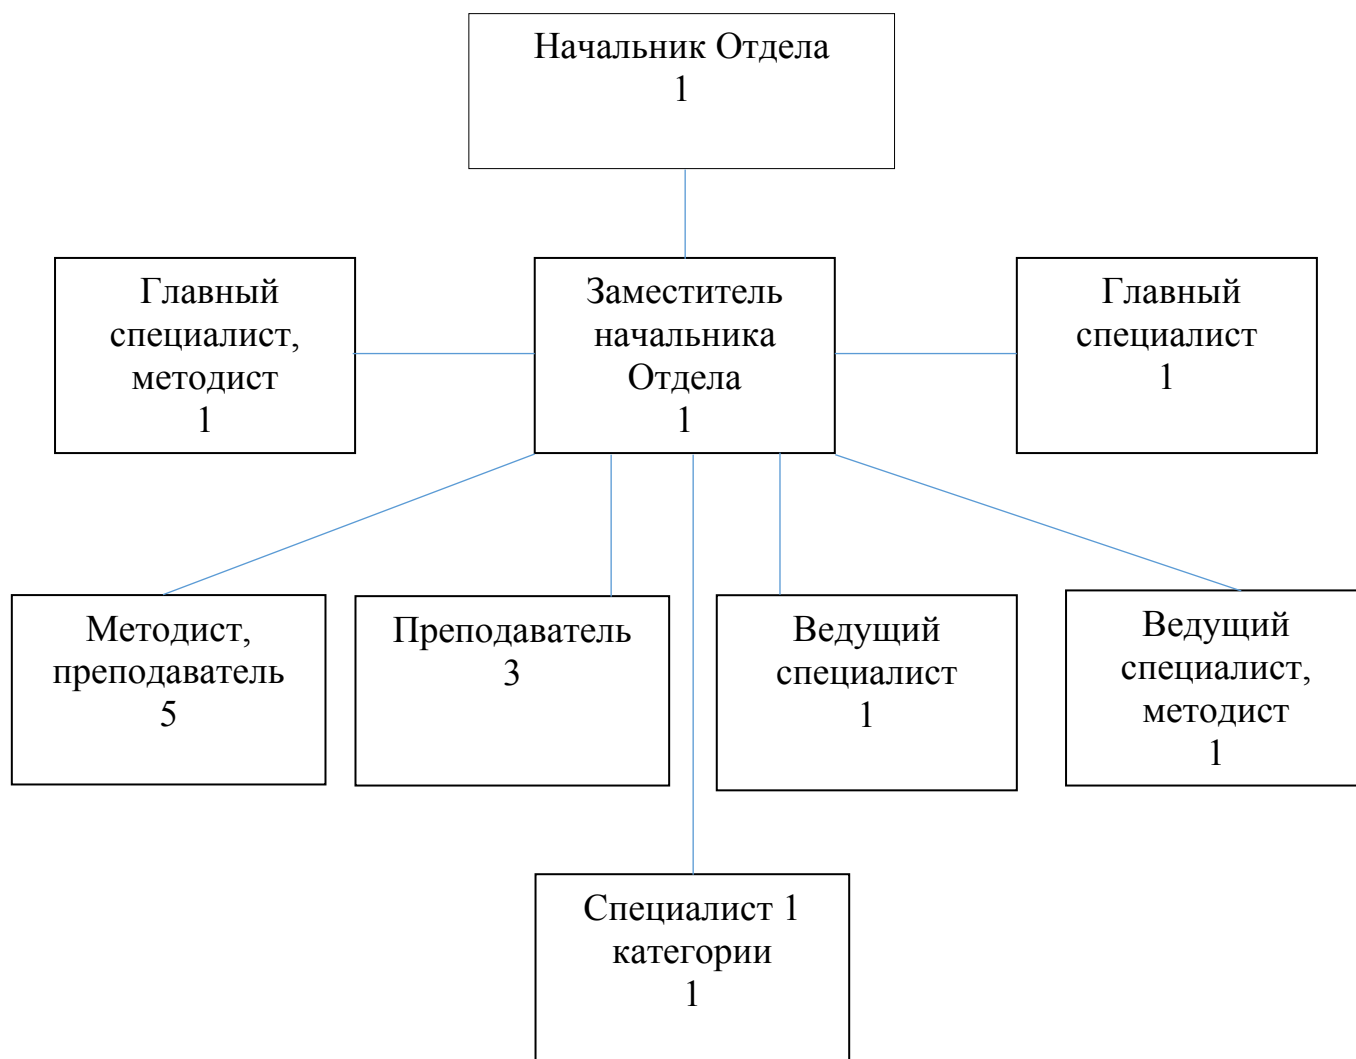 Начальник Отдела
1
Главный
специалист,
методист
1
Заместитель
начальника
Отдела
1
Главный
специалист
1
Методист,
преподаватель
5
Преподаватель
3
Ведущий
специалист
1
Ведущий
специалист,
методист
1
Специалист 1
категории
1